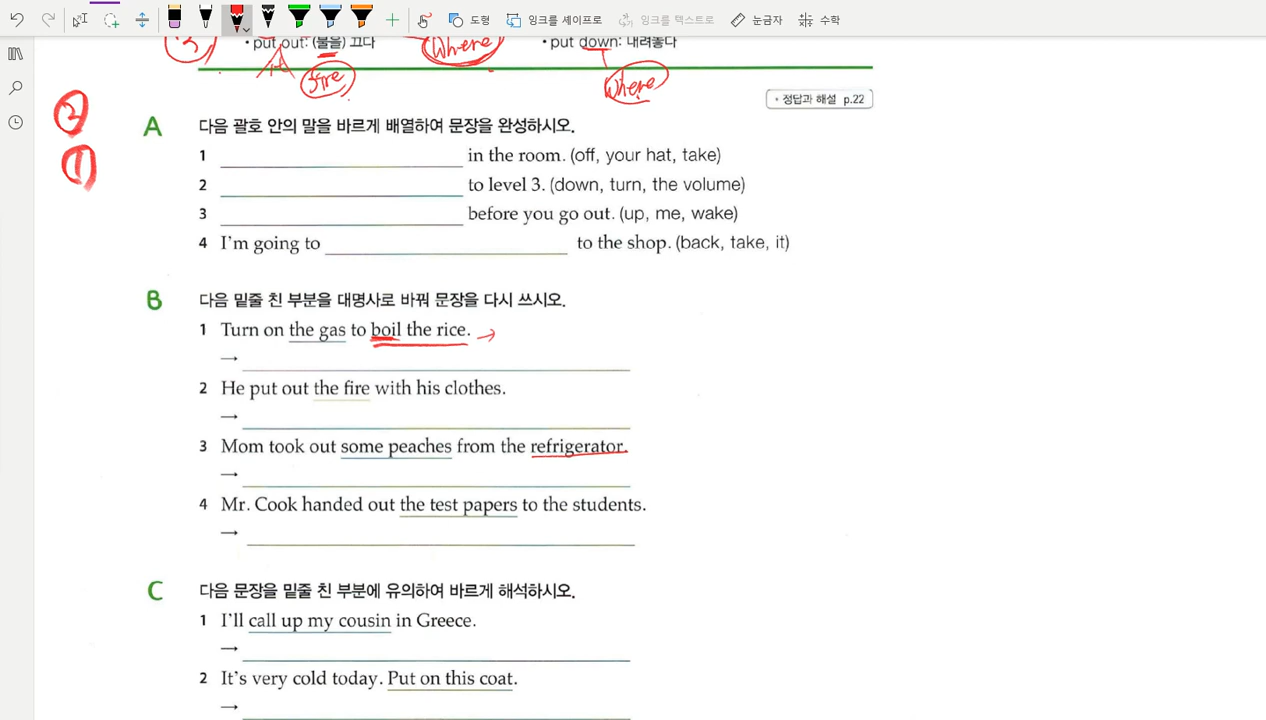 도형 잉크를 셰이프로 잉크를 텍스트로 눈금자 수학
3 • put out: (불을) 끄다 where • put down: 내려놓다
it fire where
• 정답과 해설 p.22
②
①
A 다음 괄호 안의 말을 바르게 배열하여 문장을 완성하시오.
1 in the room. (off, your hat, take)
2 to level 3. (down, turn, the volume)
3 before you go out. (up, me, wake)
4 I'm going to to the shop. (back, take, it)
B 다음 밑줄 친 부분을 대명사로 바꿔 문장을 다시 쓰시오.
1 Turn on the gas to boil the rice. →
→
2 He put out the fire with his clothes.
→
3 Mom took out some peaches from the refrigerator.
→
4 Mr. Cook handed out the test papers to the students.
→
C 다음 문장을 밑줄 친 부분에 유의하여 바르게 해석하시오.
1 I'll call up my cousin in Greece.
→
2 It's very cold today. Put on this coat.
→